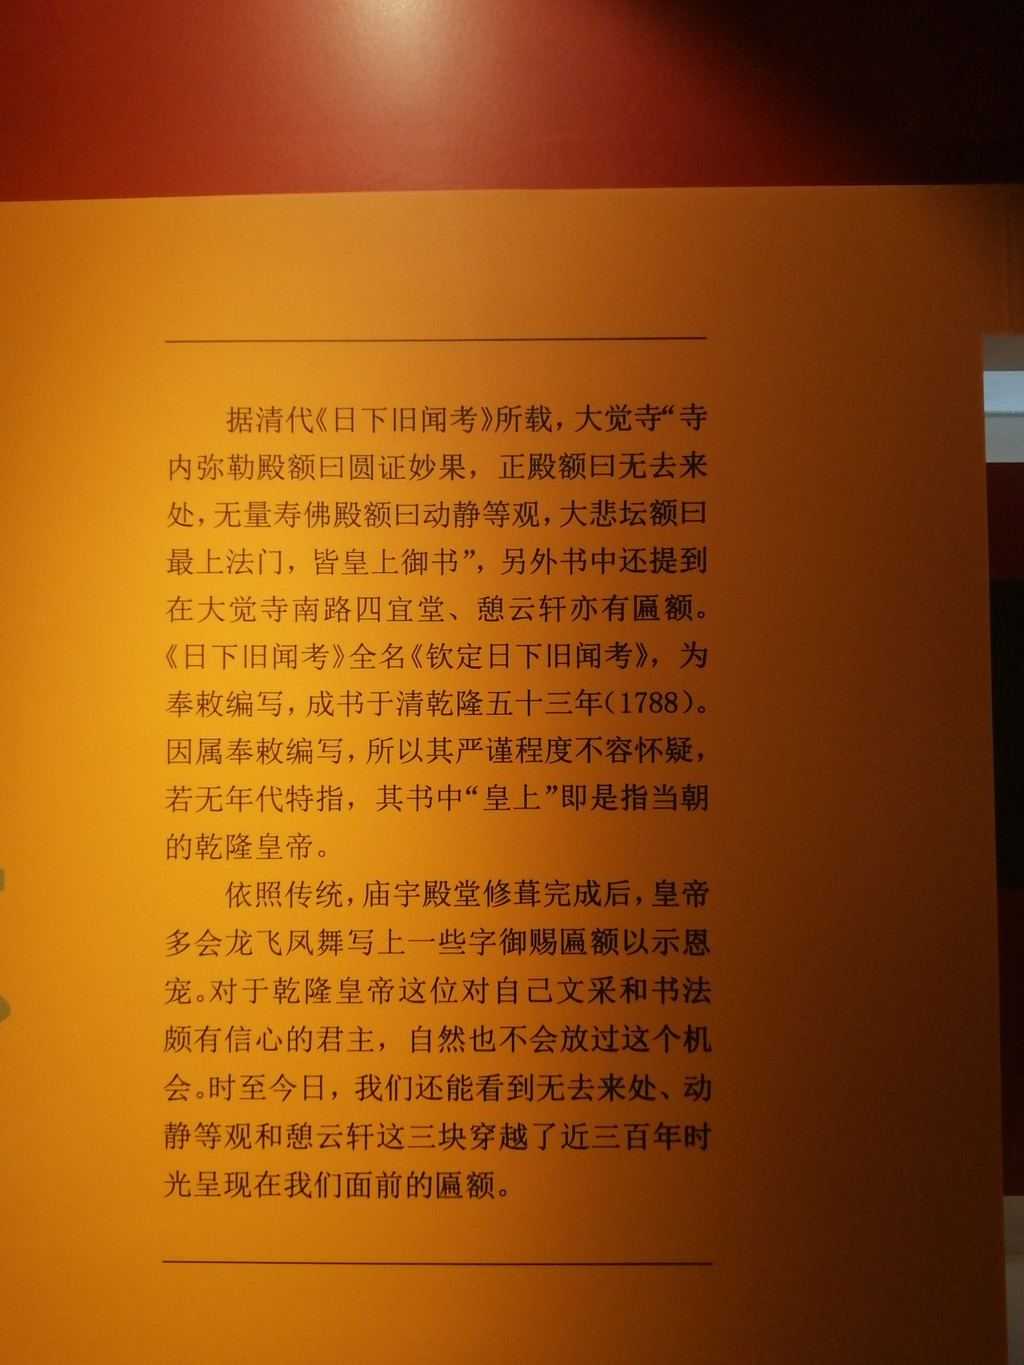 据清代《日下旧闻考》所载，大觉寺“寺
内弥勒殿额曰圆证妙果，正殿额曰无去来
处，无量寿佛殿额曰动静等观，大悲坛额曰
最上法门，皆皇上御书”，另外书中还提到
在大觉寺南路四宜堂、憩云轩亦有匾额。
《日下旧闻考》全名《钦定日下旧闻考》，为
奉敕编写，成书于清乾隆五十三年(1788)。
因属奉敕编写，所以其严谨程度不容怀疑，
若无年代特指，其书中“皇上”即是指当朝
的乾隆皇帝。
依照传统，庙宇殿堂修葺完成后，皇帝
多会龙飞凤舞写上一些字御赐匾额以示恩
宠。对于乾隆皇帝这位对自己文采和书法
颇有信心的君主，自然也不会放过这个机
会。时至今日，我们还能看到无去来处、动
静等观和憩云轩这三块穿越了近三百年时
光呈现在我们面前的匾额。